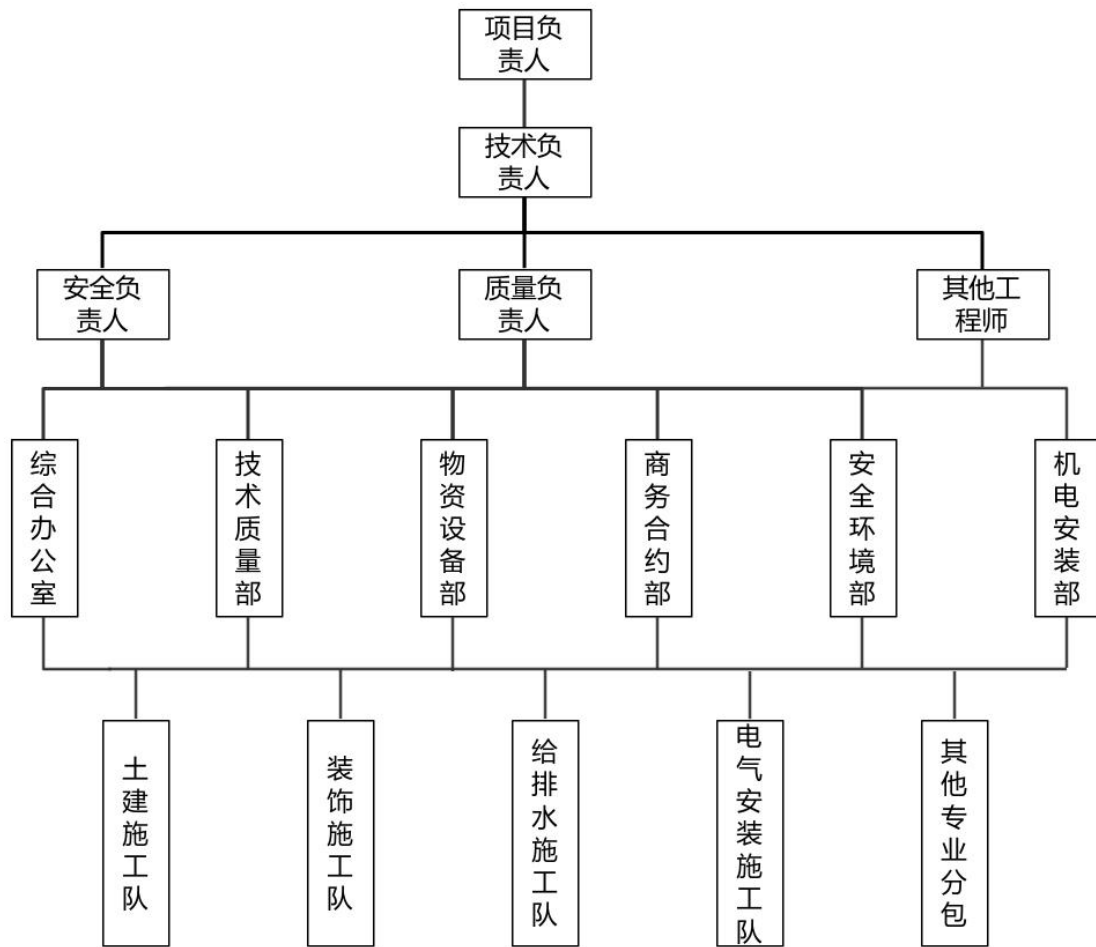 项目负
责人
技术负
责人
安全负
责人
质量负
责人
其他工
程师
综合办公室
技术质量部
物资设备部
商务合约部
安全环境部
机电安装部
土建施工队
装饰施工队
给排水施工队
电气安装施工队
其他专业分包